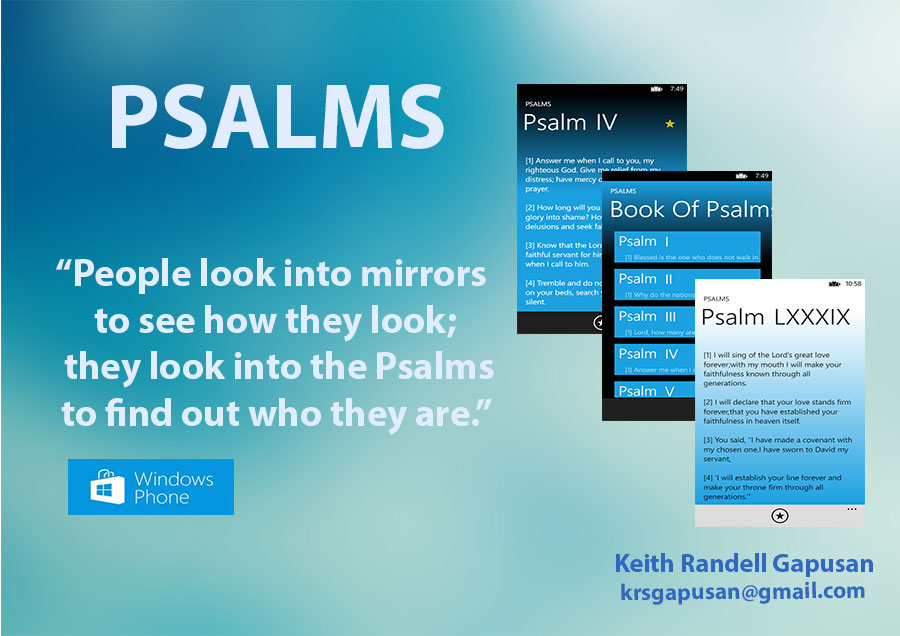 PSALMS
“People look into mirrors
to see how they look;
they look into the Psalms
to find out who they are.”
Windows
Phone
7:49
PSALMS
Psalm IV
[1] Answer me when I call to you, my
righteous God. Give me relief from my
distress; have mercy
prayer.
[2] How long will you
glory into shame?
delusions and seek
[3] Know that the Lord
faithful servant for
when I call to him.
[4] Tremble and do
on your beds, search
silent.
7:49
PSALMS
Book Of Psalms
Psalm I
[1] Blessed is the one who does not walk in
Psalm II
[1] Why do the nations
Psalm III
[1] Lord, how many are
Psalm IV
[1] Answer me when I
Psalm V
10:58
PSALMS
Psalm LXXXIX
[1] I will sing of the Lord's great love
forever;with my mouth I will make your
faithfulness known through all
generations.
[2] I will declare that your love stands firm
forever,that you have established your
faithfulness in heaven itself.
[3] You said, "I have made a covenant with
my chosen one,I have sworn to David my
servant,
[4] 'I will establish your line forever and
make your throne firm through all
generations.'"
Keith Randell Gapusan
krsgapusan@gmail.com